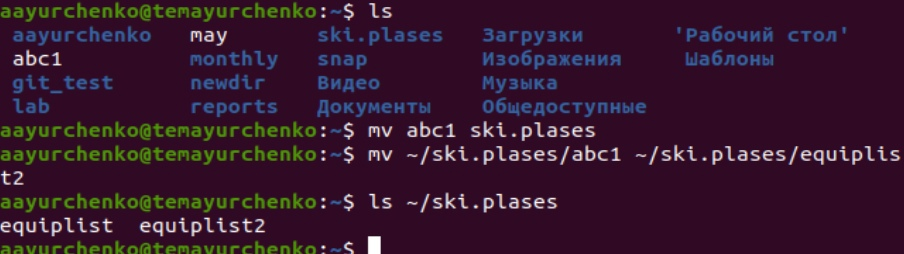 aayurchenko@temayurchenko:~$ ls
aayurchenko may ski.plases Загрузки 'Рабочий стол'
abc1 monthly snap Изображения Шаблоны
git_test newdir Видео Музыка
lab reports Документы Общедоступные
aayurchenko@temayurchenko:~$ mv abc1 ski.plases
aayurchenko@temayurchenko:~$ mv ~/ski.plases/abc1 ~/ski.plases/equiplis
t2
aayurchenko@temayurchenko:~$ ls ~/ski.plases
equiplist equiplist2
aayurchenko@temayurchenko:~$